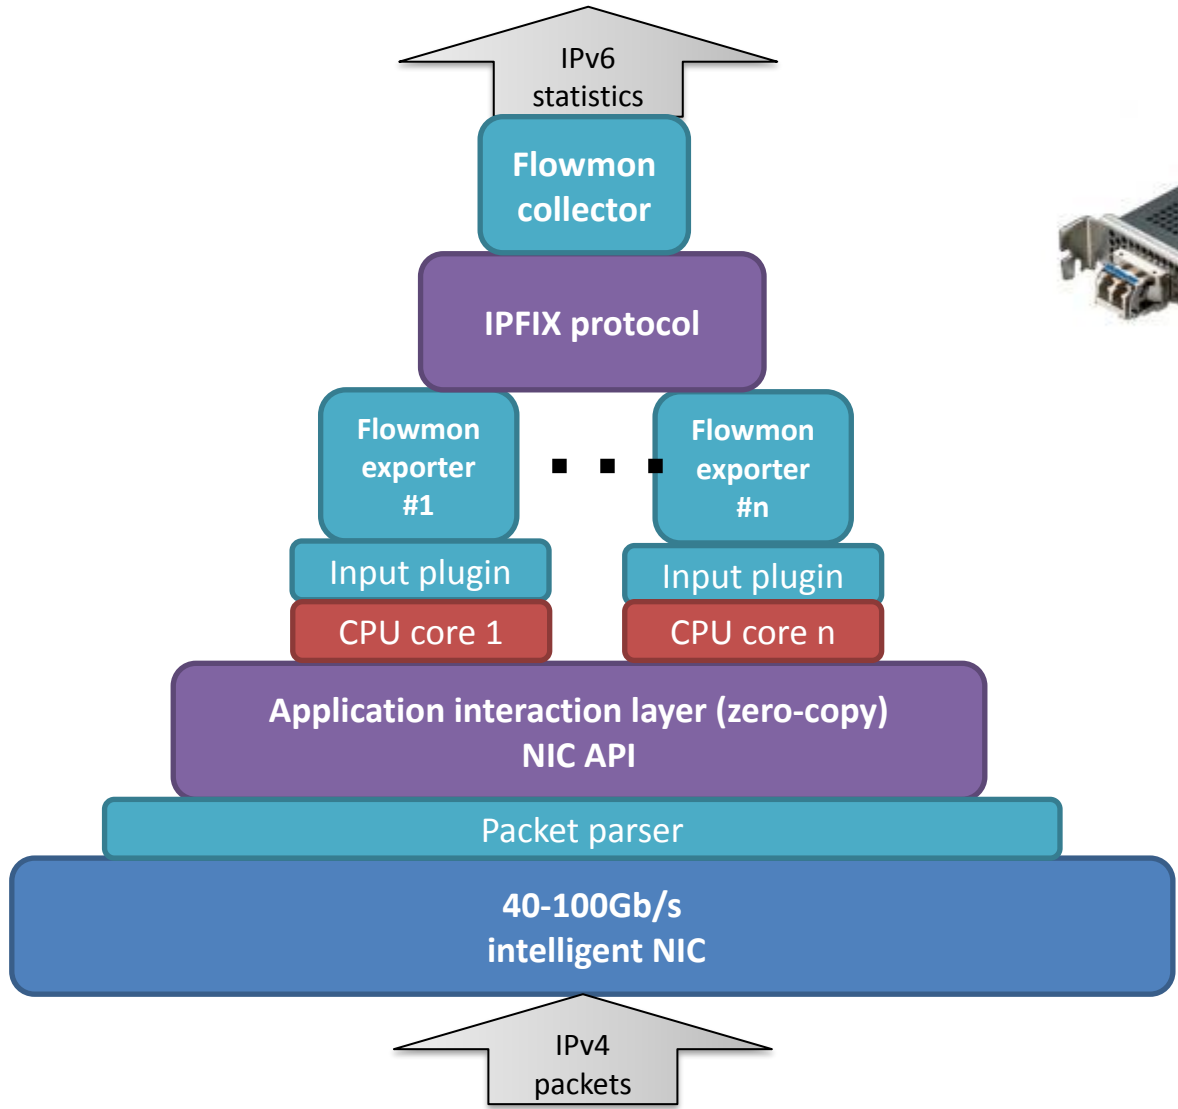 IPv6
statistics
Flowmon
collector
IPFIX protocol
Flowmon
exporter
#1
Flowmon
exporter
#n
Input plugin
Input plugin
CPU core 1
CPU core n
Application interaction layer (zero-copy)
NIC API
Packet parser
40-100Gb/s
intelligent NIC
IPv4
packets